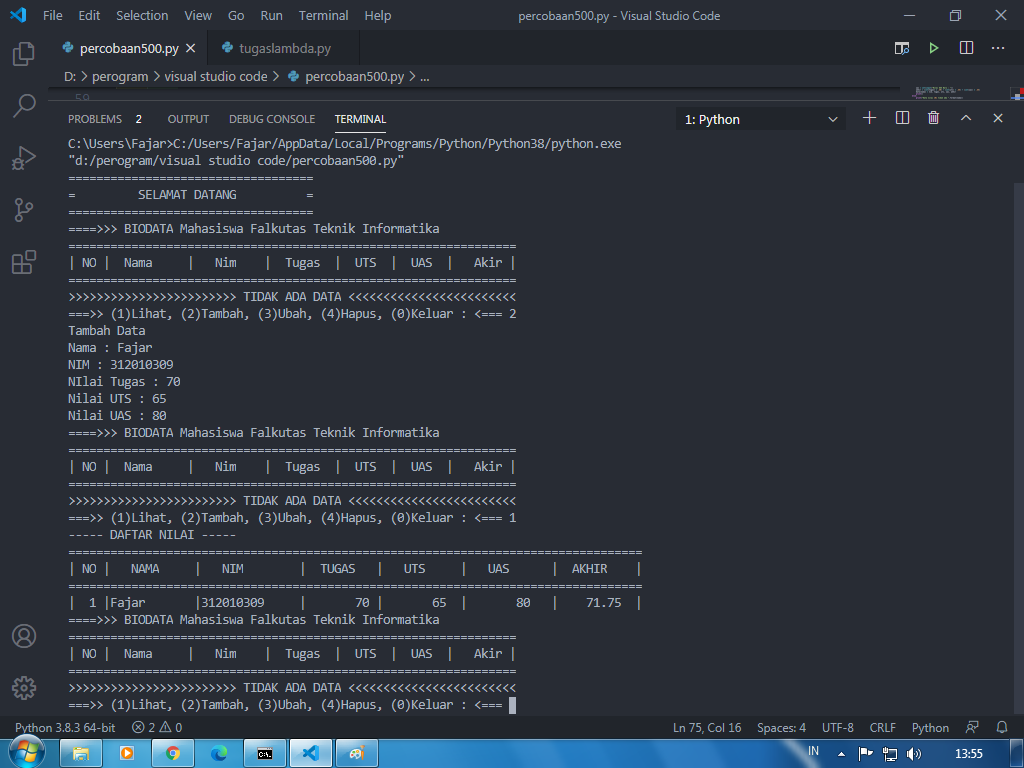 File Edit Selection View Go Run Terminal Help percobaan500.py - Visual Studio Code
percobaan500.py tugaslambda.py
D: > perogram > visual studio code > percobaan500.py > ...
59
PROBLEMS 2 OUTPUT DEBUG CONSOLE TERMINAL 1: Python
C:\Users\Fajar>C:/Users/Fajar/AppData/Local/Programs/Python/Python38/python.exe
"d:/perogram/visual studio code/percobaan500.py"
===================================
=         SELAMAT DATANG          =
===================================
====>>> BIODATA Mahasiswa Falkutas Teknik Informatika
================================================================
| NO |  Nama     |   Nim    |  Tugas  |  UTS  |  UAS  |   Akir |
================================================================
>>>>>>>>>>>>>>>>>>>>>>>> TIDAK ADA DATA <<<<<<<<<<<<<<<<<<<<<<<<
===>> (1)Lihat, (2)Tambah, (3)Ubah, (4)Hapus, (0)Keluar : <=== 2
Tambah Data
Nama : Fajar
NIM : 312010309
NIlai Tugas : 70
Nilai UTS : 65
Nilai UAS : 80
====>>> BIODATA Mahasiswa Falkutas Teknik Informatika
================================================================
| NO |  Nama     |   Nim    |  Tugas  |  UTS  |  UAS  |   Akir |
================================================================
>>>>>>>>>>>>>>>>>>>>>>>> TIDAK ADA DATA <<<<<<<<<<<<<<<<<<<<<<<<
===>> (1)Lihat, (2)Tambah, (3)Ubah, (4)Hapus, (0)Keluar : <=== 1
----- DAFTAR NILAI -----
==================================================================================
| NO |   NAMA     |   NIM        |  TUGAS   |   UTS     |   UAS      |  AKHIR    |
==================================================================================
|  1 |Fajar       |312010309     |       70 |       65  |       80   |    71.75  |
====>>> BIODATA Mahasiswa Falkutas Teknik Informatika
================================================================
| NO |  Nama     |   Nim    |  Tugas  |  UTS  |  UAS  |   Akir |
================================================================
>>>>>>>>>>>>>>>>>>>>>>>> TIDAK ADA DATA <<<<<<<<<<<<<<<<<<<<<<<<
===>> (1)Lihat, (2)Tambah, (3)Ubah, (4)Hapus, (0)Keluar : <===
Python 3.8.3 64-bit 2 0 Ln 75, Col 16 Spaces: 4 UTF-8 CRLF Python
IN 13:55